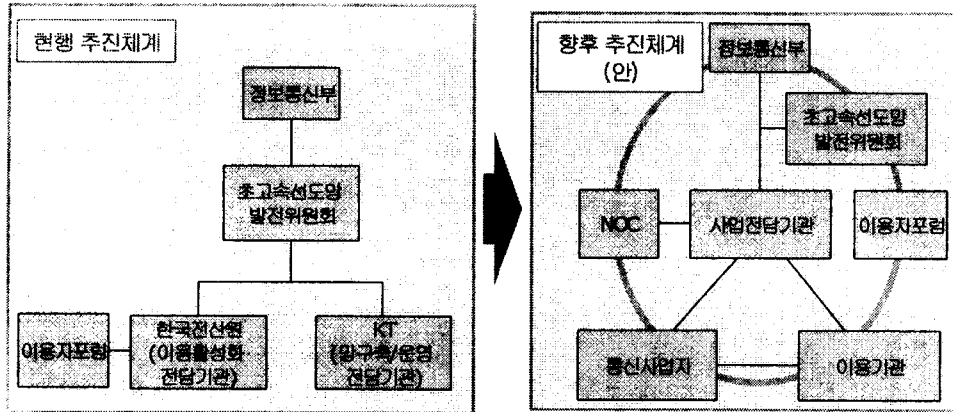 현행 추진체계
정보통신부
초고속선도망
발전위원회
이용자포럼
한국전산원
(이용활성화
전담기관)
KT
(망구축/운영
전담기관)
향후 추진체계
(안)
정보통신부
초고속선도망
발전위원회
NOC
사업전담기관
이용자포럼
통신사업자
이용기관